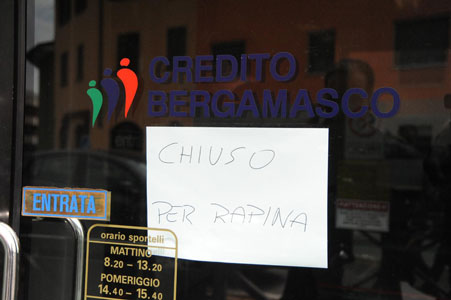 CREDITO
BERGAMASCO
CHIUSO
PER RAPINA
ENTRATA
orario sportelli
MATTINO
8.20 - 13.20
POMERIGGIO
14.40 - 15.40